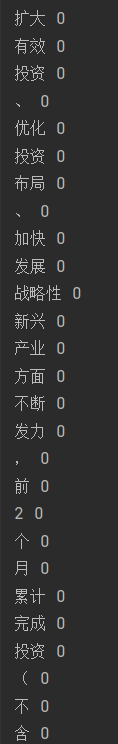 扩大 0
有效 0
投资 0
、 0
优化 0
投资 0
布局 0
、 0
加快 0
发展 0
战略性 0
新兴 0
产业 0
方面 0
不断 0
发力 0
， 0
前 0
2 0
个 0
月 0
累计 0
完成 0
投资 0
（ 0
不 0
含 0